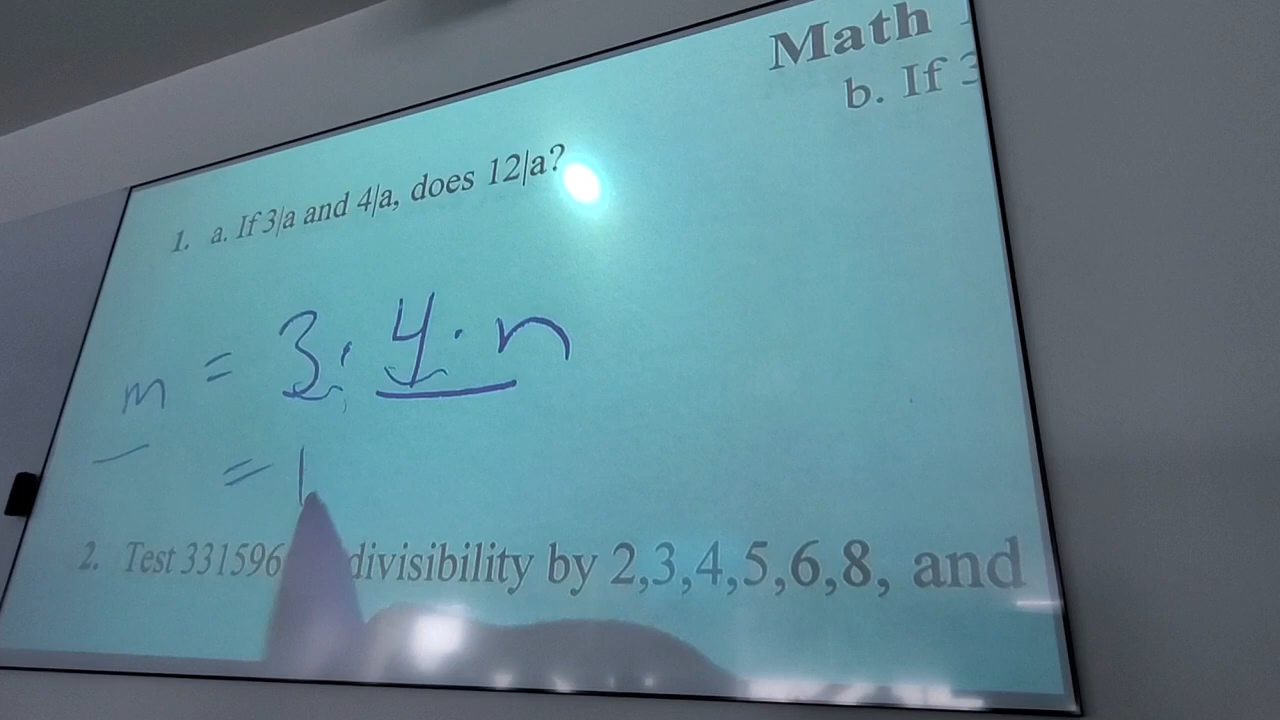 Math
b. If 3
1. a. If 3|a and 4|a, does 12|a?
m = 3 · 4 · n
= 1
2. Test 331596 divisibility by 2,3,4,5,6,8, and